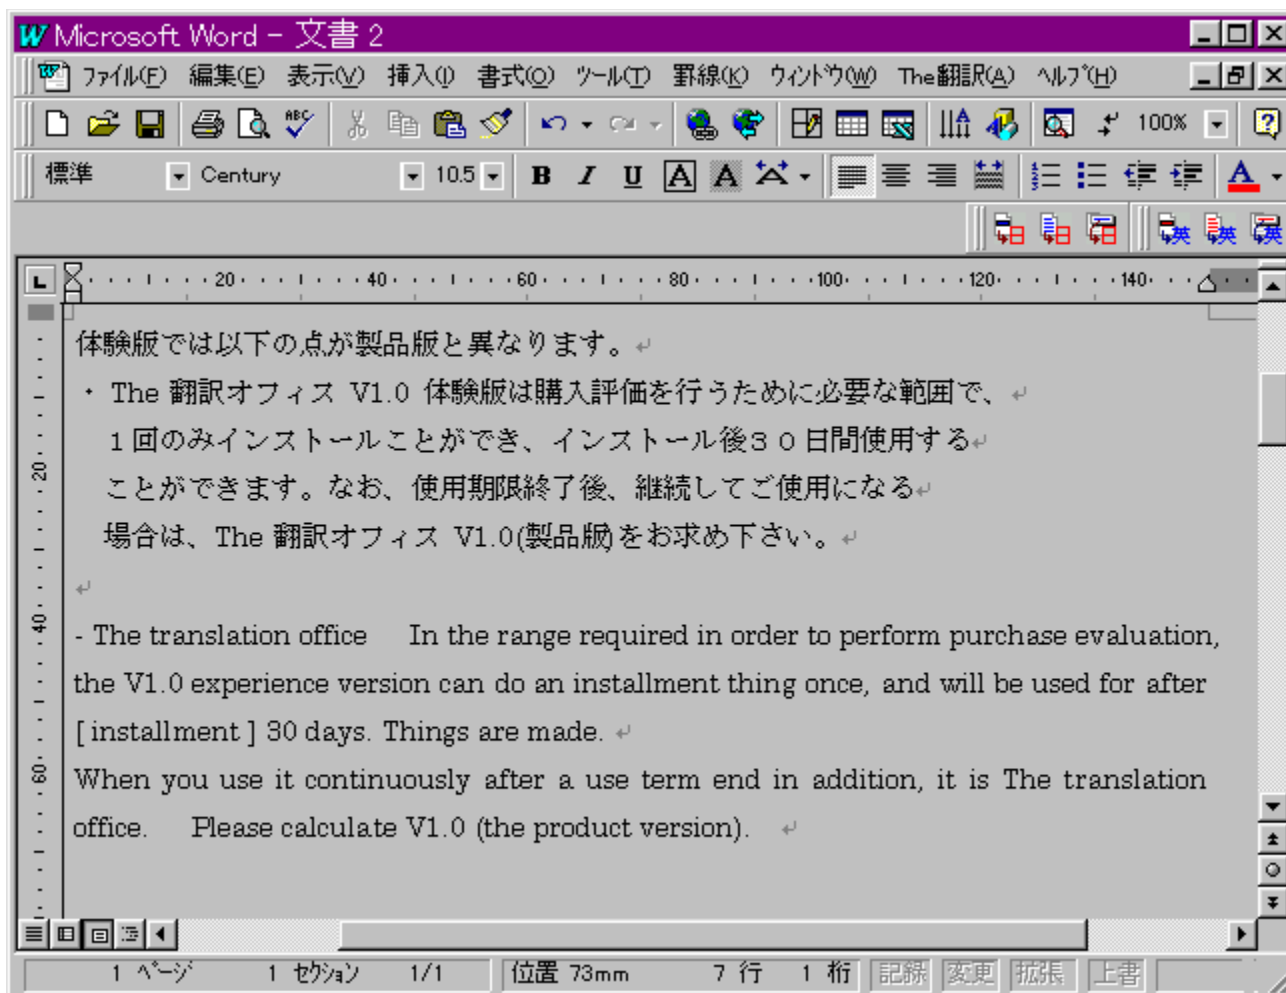 Microsoft Word - 文書 2
ﾌｧｲﾙ(F) 編集(E) 表示(V) 挿入(I) 書式(O) ﾂｰﾙ(T) 罫線(K) ｳｨﾝﾄﾞｳ(W) The翻訳(A) ﾍﾙﾌﾟ(H)
ABC 100%
標準 Century 10.5 B I U A A A
日 日 日 英 英 英
20 40 60 80 100 120 140
体験版では以下の点が製品版と異なります。
・ The 翻訳オフィス V1.0 体験版は購入評価を行うために必要な範囲で、
１回のみインストールことができ、インストール後３０日間使用する
ことができます。なお、使用期限終了後、継続してご使用になる
場合は、The 翻訳オフィス V1.0(製品版)をお求め下さい。
- The translation office In the range required in order to perform purchase evaluation,
the V1.0 experience version can do an installment thing once, and will be used for after
[ installment ] 30 days. Things are made.
When you use it continuously after a use term end in addition, it is The translation
office. Please calculate V1.0 (the product version).
20
40
60
1 ﾍﾟｰｼﾞ 1 ｾｸｼｮﾝ 1/1 位置 73mm 7 行 1 桁 記録 変更 拡張 上書